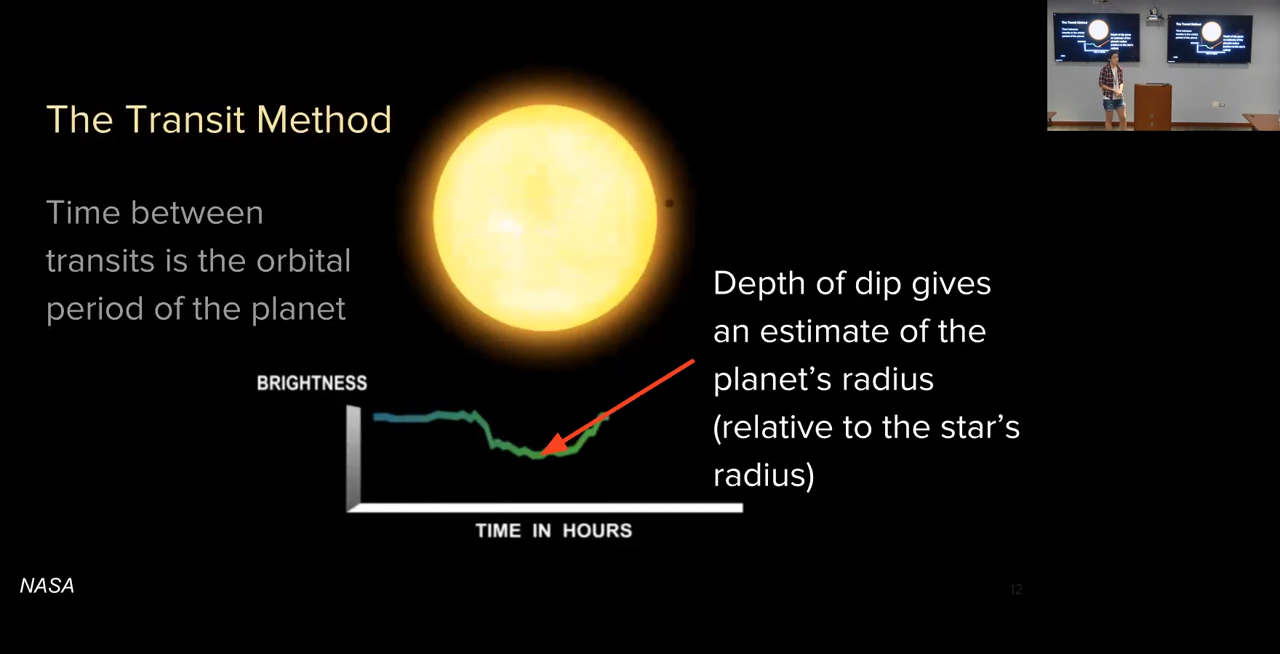 The Transit Method
Time between
transits is the orbital
period of the planet
Depth of dip gives
an estimate of the
planet’s radius
(relative to the star’s
radius)
BRIGHTNESS
TIME IN HOURS
NASA
12